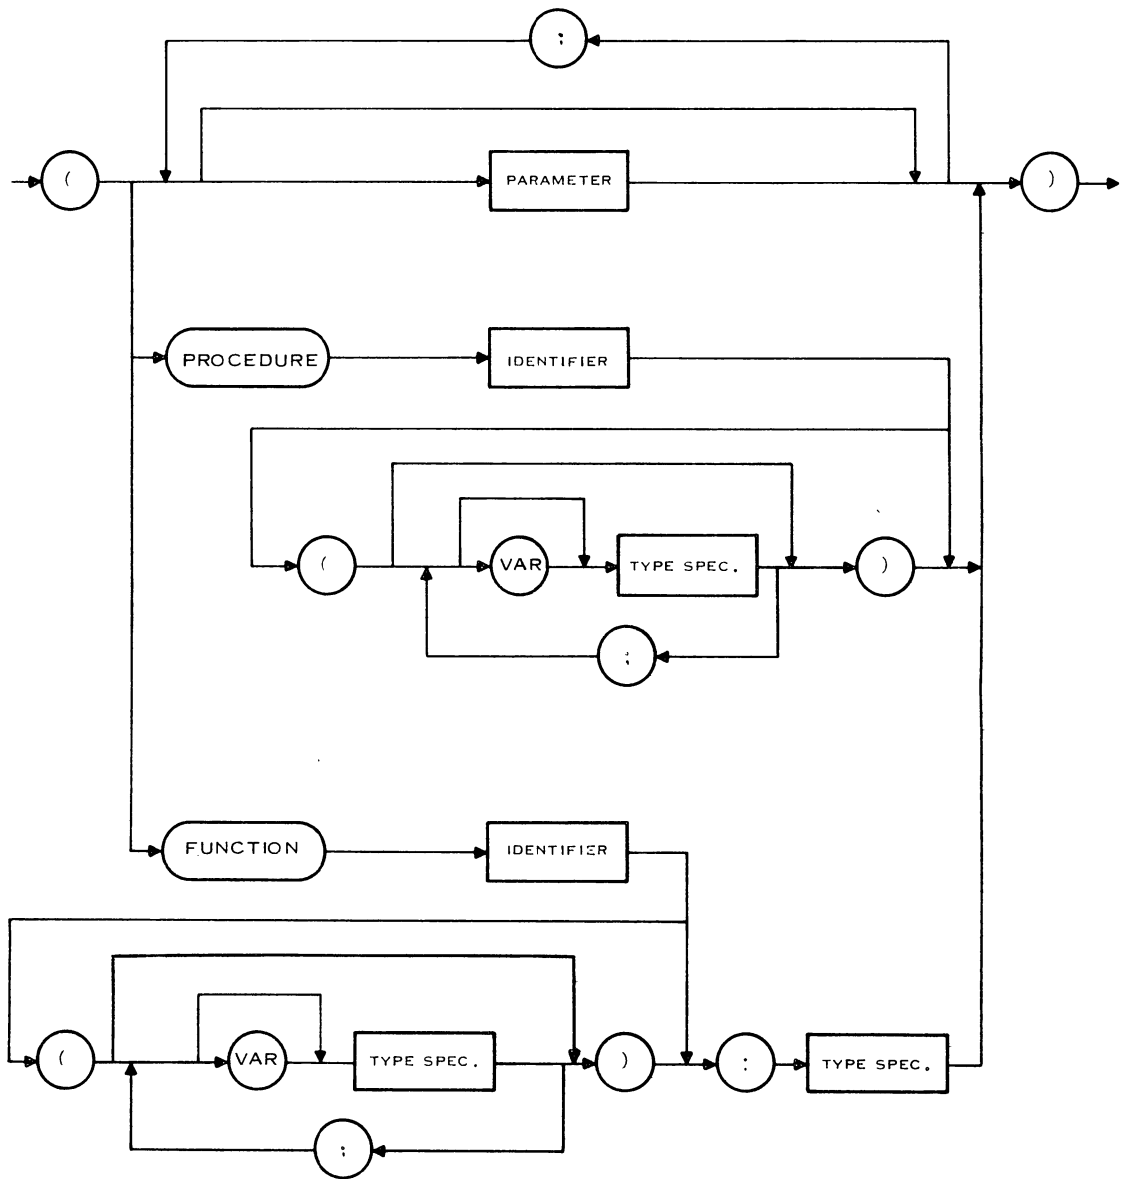 ;
( PARAMETER )
PROCEDURE IDENTIFIER
( VAR TYPE SPEC. )
;
FUNCTION IDENTIFIER
( VAR TYPE SPEC. ) : TYPE SPEC.
;